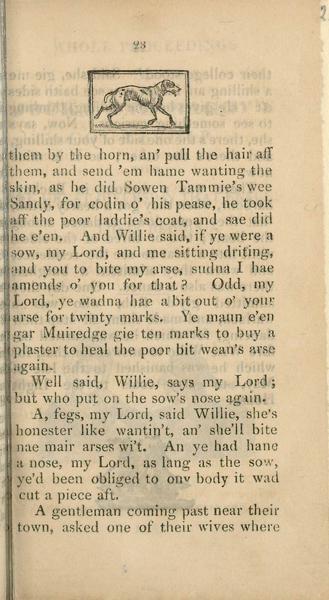 23
them by the horn, an' pull the hair aff
them, and send 'em hame wanting the
skin, as he did Sowen Tammie's wee
Sandy, for codin o' his pease, he took
aff the poor laddie's coat, and sae did
he e'en. And Willie said, if ye were a
sow, my Lord, and me sitting driting,
and you to bite my arse, sudna I hae
amends o' you for that? Odd, my
Lord, ye wadna hae a bit out o' your
arse for twinty marks. Ye maun e'en
gar Muiredge gie ten marks to buy a
plaster to heal the poor bit wean's arse
again.
Well said, Willie, says my Lord;
but who put on the sow's nose again.
A, fegs, my Lord, said Willie, she's
honester like wantin't, an' she'll bite
nae mair arses wi't. An ye had hane
a nose, my Lord, as lang as the sow,
ye'd been obliged to ony body it wad
cut a piece aft.
A gentleman coming past near their
town, asked one of their wives where